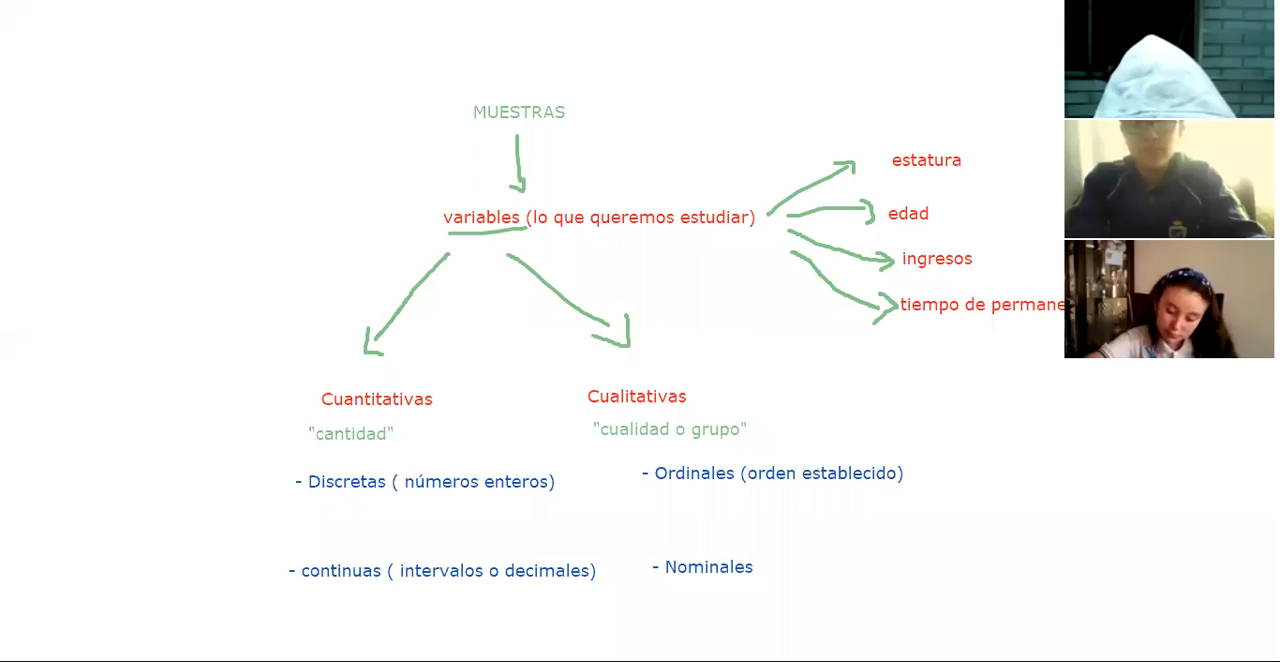 MUESTRAS
variables (lo que queremos estudiar)
estatura
edad
ingresos
tiempo de permane
Cuantitativas
"cantidad"
- Discretas ( números enteros)
- continuas ( intervalos o decimales)
Cualitativas
"cualidad o grupo"
- Ordinales (orden establecido)
- Nominales